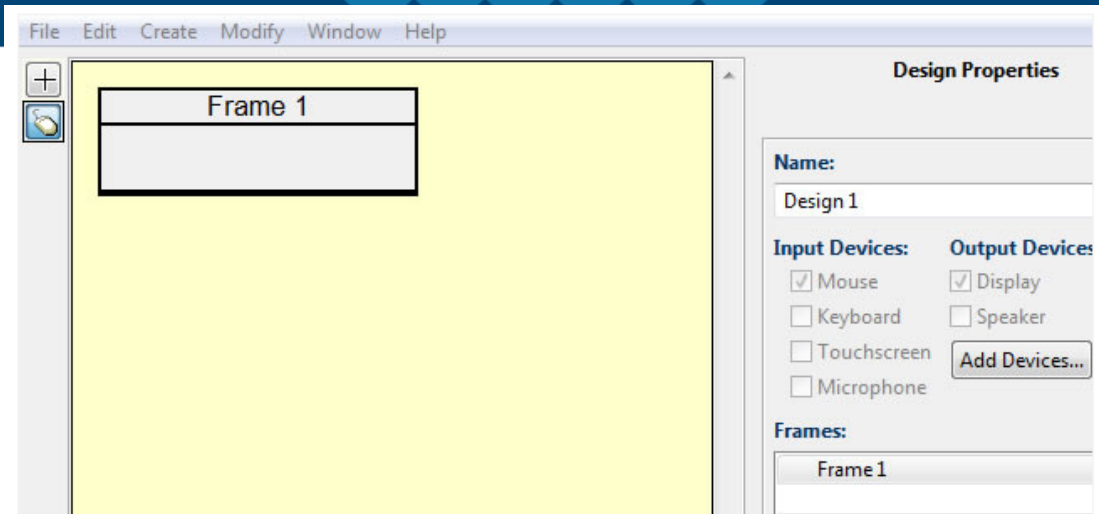 File Edit Create Modify Window Help
Frame 1
Design Properties
Name:
Design 1
Input Devices: Output Devices
Mouse Display
Keyboard Speaker
Touchscreen Add Devices...
Microphone
Frames:
Frame 1